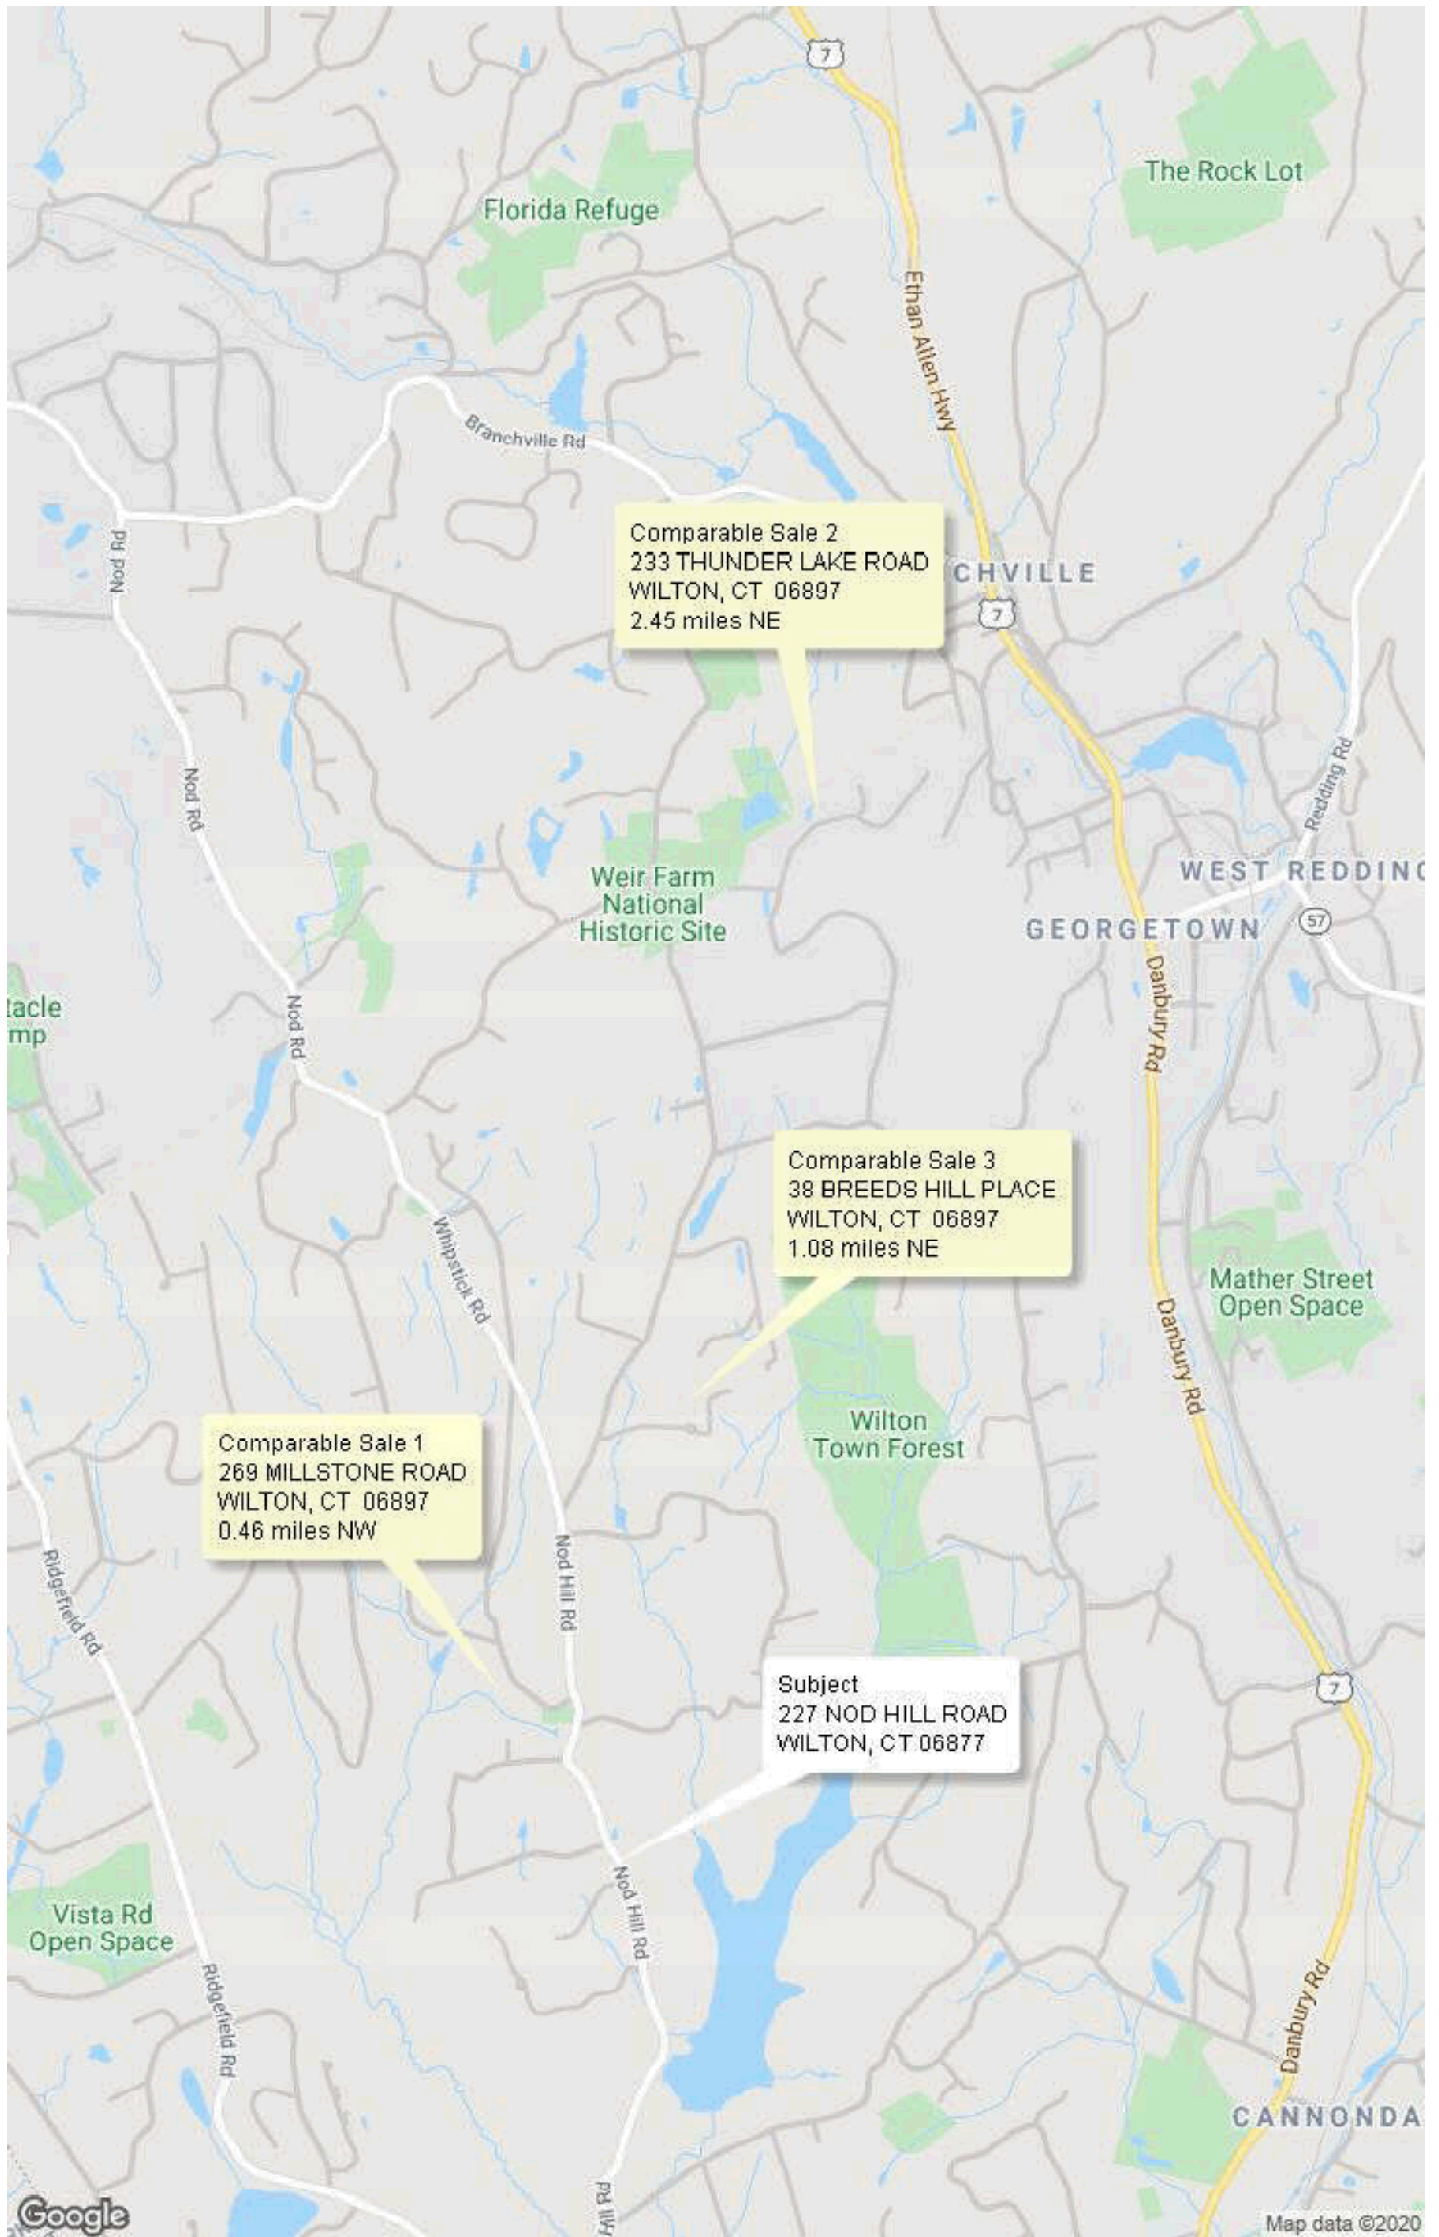 7
The Rock Lot
Florida Refuge
Ethan Allen Hwy
Branchville Rd
Nod Rd
Comparable Sale 2
233 THUNDER LAKE ROAD
WILTON, CT 06897
2.45 miles NE
CHVILLE
7
Nod Rd
Redding Rd
Weir Farm
National
Historic Site
WEST REDDING
GEORGETOWN
57
Danbury Rd
tacle
mp
Nod Rd
Comparable Sale 3
38 BREEDS HILL PLACE
WILTON, CT 06897
1.08 miles NE
Whipstick Rd
Mather Street
Open Space
Danbury Rd
Wilton
Town Forest
Comparable Sale 1
269 MILLSTONE ROAD
WILTON, CT 06897
0.46 miles NW
Nod Hill Rd
Ridgefield Rd
Subject
227 NOD HILL ROAD
WILTON, CT 06877
7
Nod Hill Rd
Vista Rd
Open Space
Ridgefield Rd
Danbury Rd
CANNONDA
Google
Map data ©2020